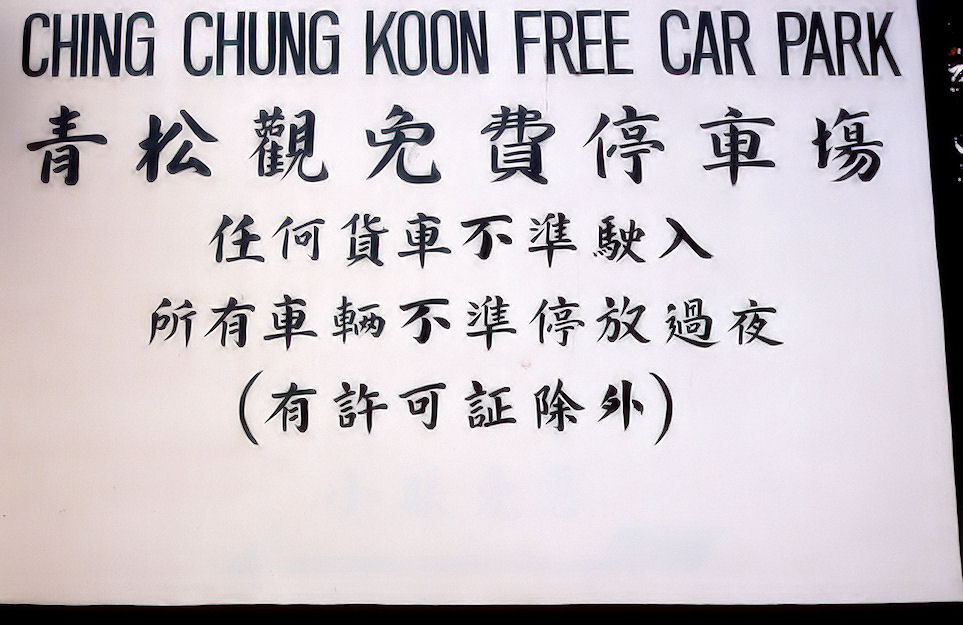 CHING CHUNG KOON FREE CAR PARK
青松觀免費停車場
任何貨車不準駛入
所有車輛不準停放過夜
(有許可証除外)